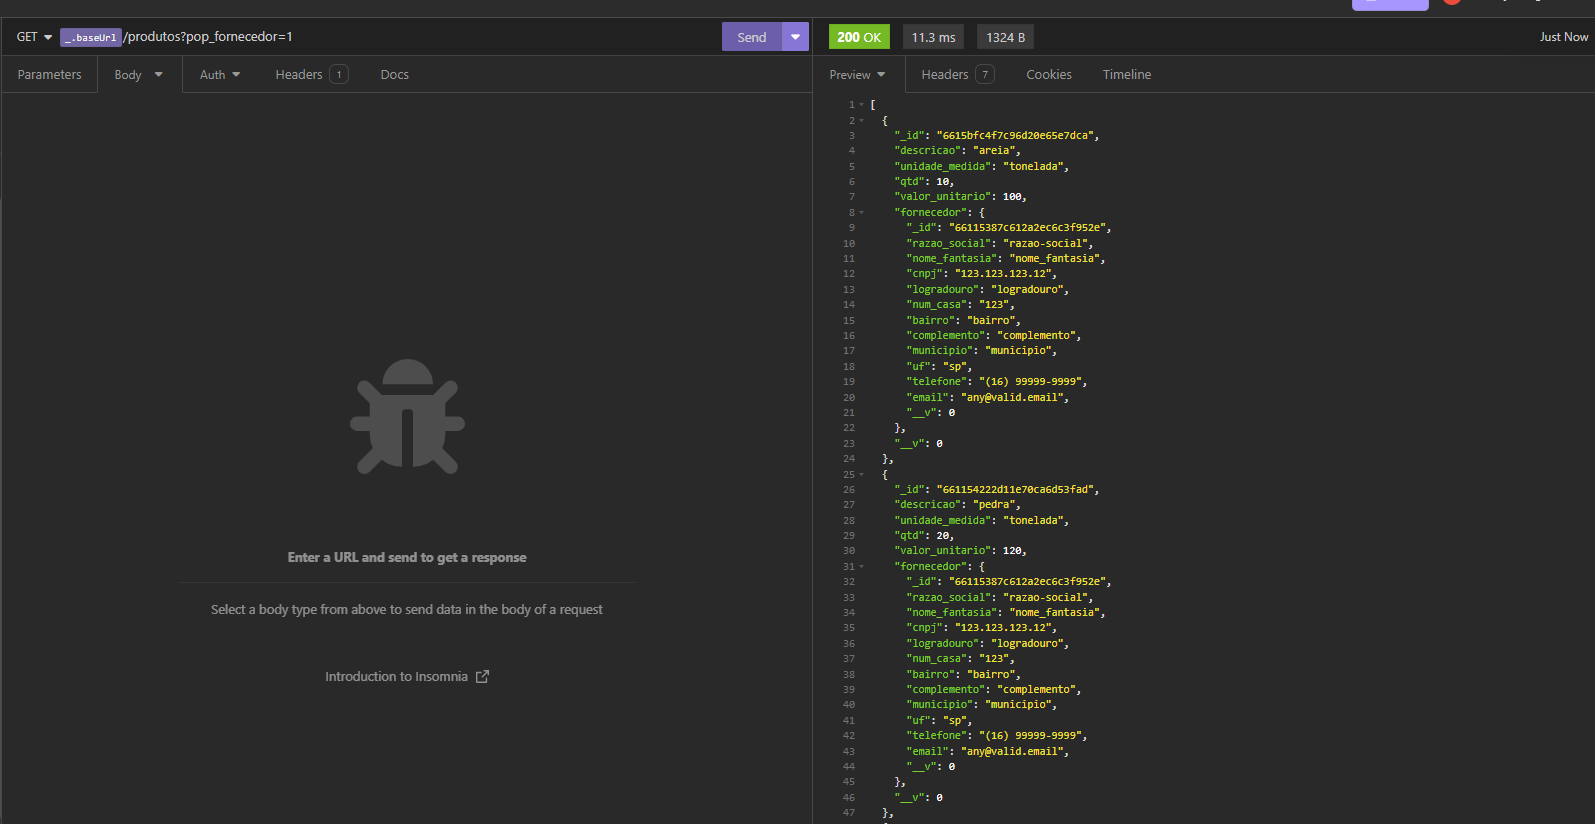 GET _.baseUrl /produtos?pop_fornecedor=1 Send
Parameters Body Auth Headers 1 Docs
Enter a URL and send to get a response
Select a body type from above to send data in the body of a request
Introduction to Insomnia
200 OK 11.3 ms 1324 B Just Now
Preview Headers 7 Cookies Timeline
1 [
2 {
3 "_id": "6615bfc4f7c96d20e65e7dca",
4 "descricao": "areia",
5 "unidade_medida": "tonelada",
6 "qtd": 10,
7 "valor_unitario": 100,
8 "fornecedor": {
9 "_id": "66115387c612a2ec6c3f952e",
10 "razao_social": "razao-social",
11 "nome_fantasia": "nome_fantasia",
12 "cnpj": "123.123.123.12",
13 "logradouro": "logradouro",
14 "num_casa": "123",
15 "bairro": "bairro",
16 "complemento": "complemento",
17 "municipio": "municipio",
18 "uf": "sp",
19 "telefone": "(16) 99999-9999",
20 "email": "any@valid.email",
21 "__v": 0
22 },
23 "__v": 0
24 },
25 {
26 "_id": "661154222d11e70ca6d53fad",
27 "descricao": "pedra",
28 "unidade_medida": "tonelada",
29 "qtd": 20,
30 "valor_unitario": 120,
31 "fornecedor": {
32 "_id": "66115387c612a2ec6c3f952e",
33 "razao_social": "razao-social",
34 "nome_fantasia": "nome_fantasia",
35 "cnpj": "123.123.123.12",
36 "logradouro": "logradouro",
37 "num_casa": "123",
38 "bairro": "bairro",
39 "complemento": "complemento",
40 "municipio": "municipio",
41 "uf": "sp",
42 "telefone": "(16) 99999-9999",
43 "email": "any@valid.email",
44 "__v": 0
45 },
46 "__v": 0
47 },